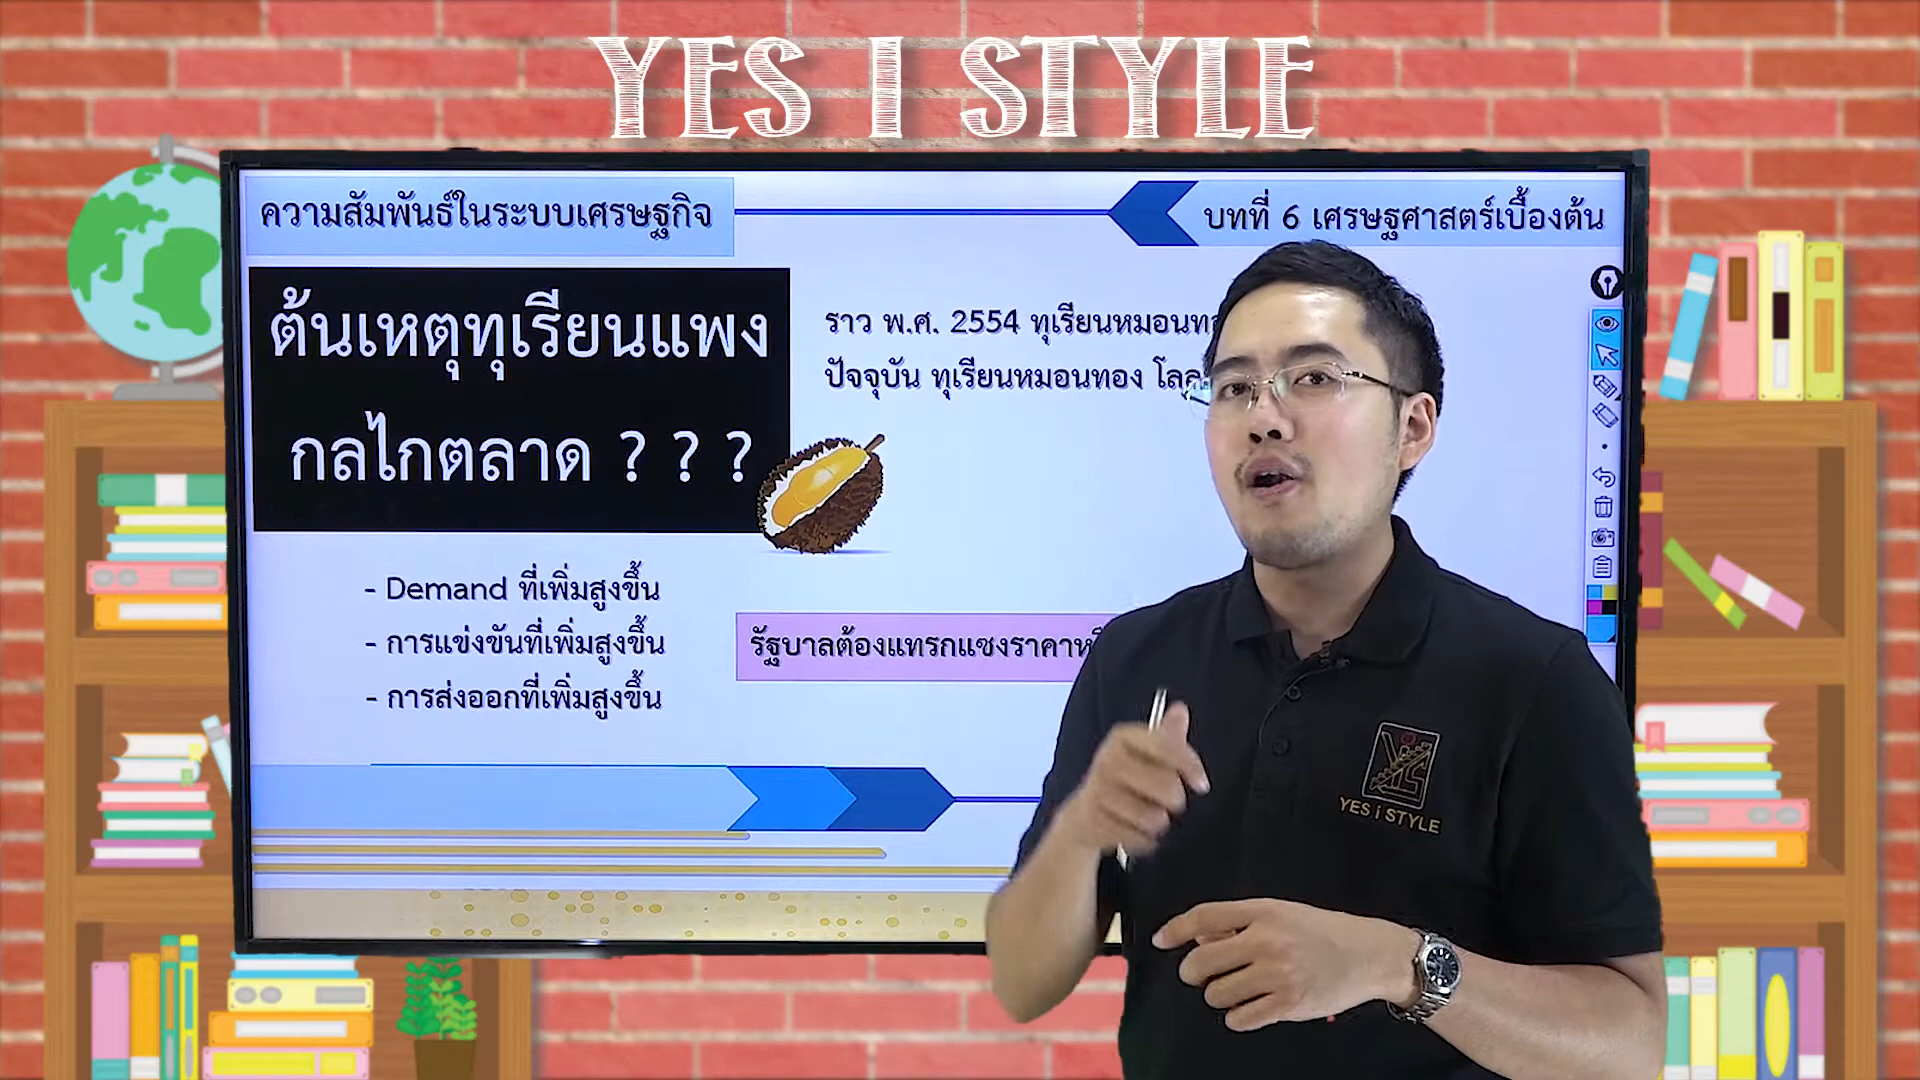 YES I STYLE
ความสัมพันธ์ในระบบเศรษฐกิจ
บทที่ 6 เศรษฐศาสตร์เบื้องต้น
ต้นเหตุทุเรียนแพง
กลไกตลาด ? ? ?
ราว พ.ศ. 2554 ทุเรียนหมอนทอ
ปัจจุบัน ทุเรียนหมอนทอง โลล
- Demand ที่เพิ่มสูงขึ้น
- การแข่งขันที่เพิ่มสูงขึ้น
- การส่งออกที่เพิ่มสูงขึ้น
รัฐบาลต้องแทรกแซงราคา
YES i STYLE